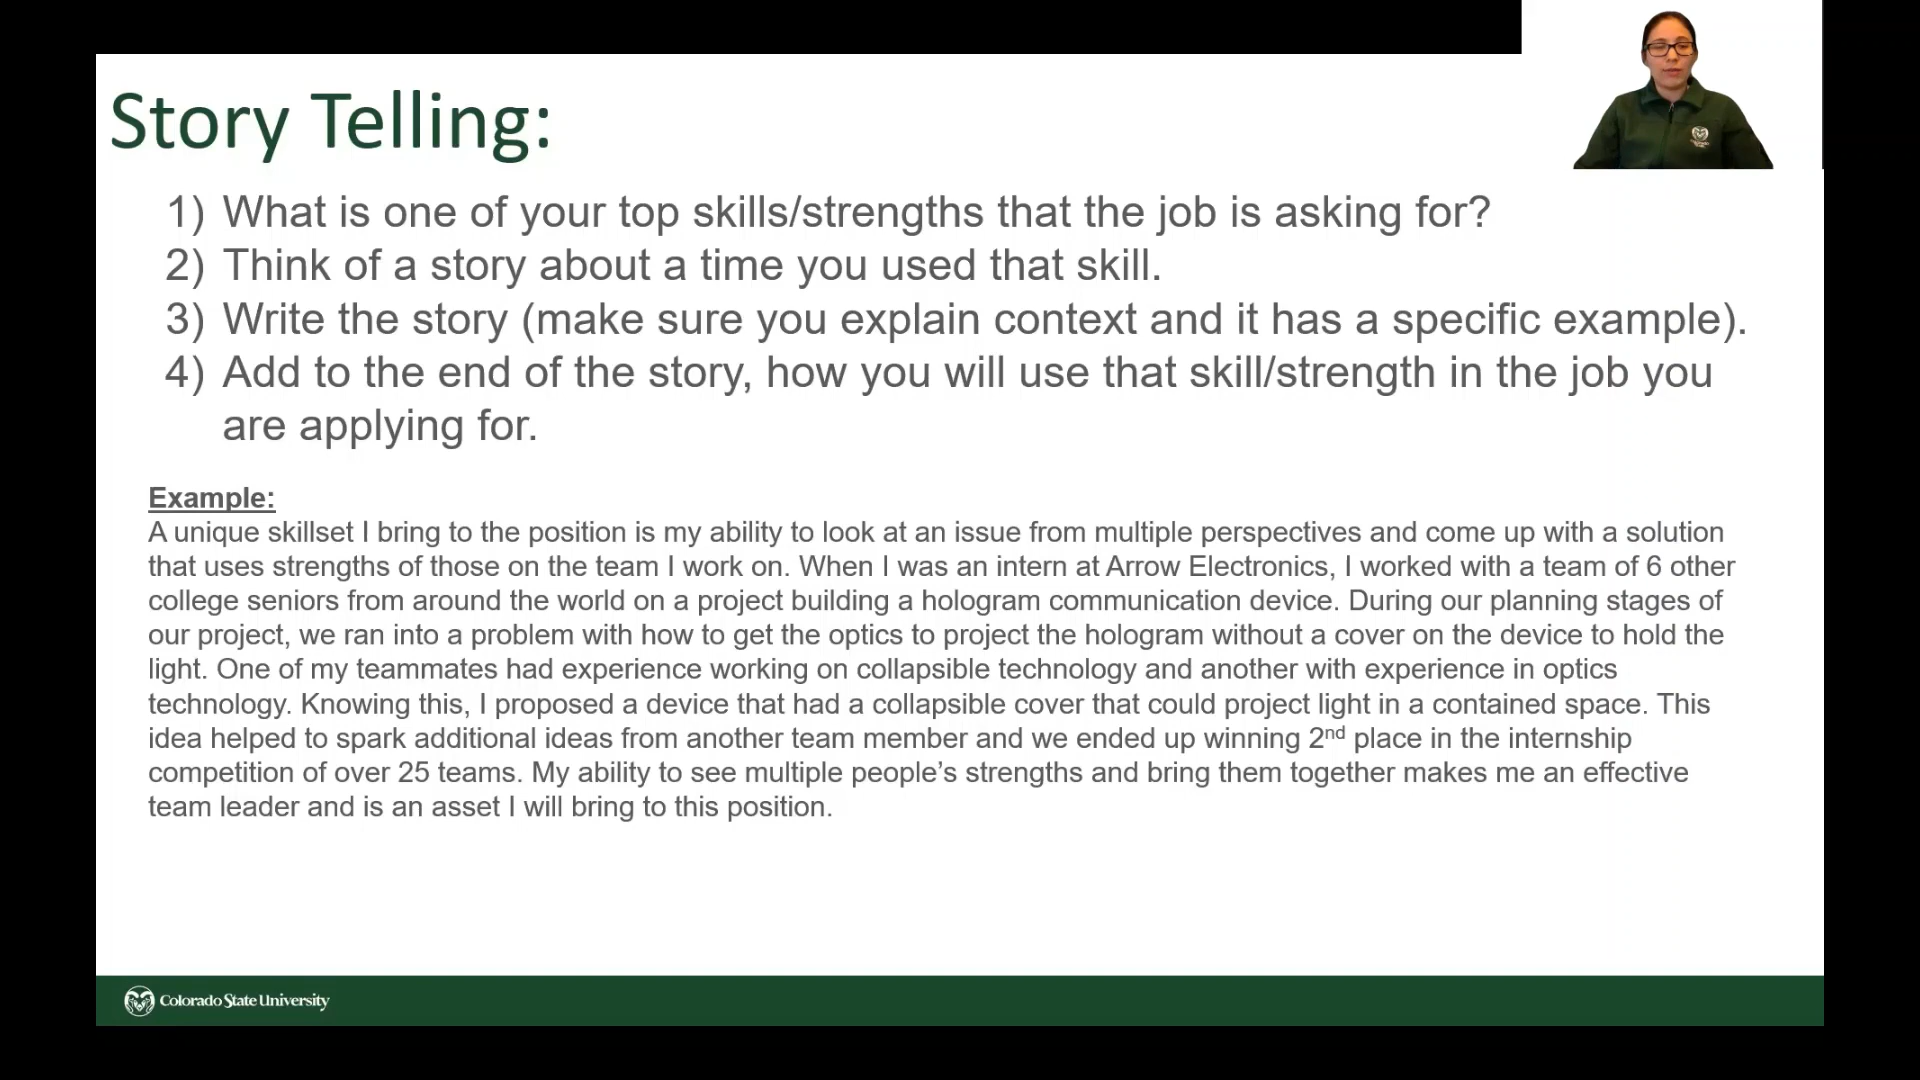 Story Telling:
1) What is one of your top skills/strengths that the job is asking for?
2) Think of a story about a time you used that skill.
3) Write the story (make sure you explain context and it has a specific example).
4) Add to the end of the story, how you will use that skill/strength in the job you
are applying for.
Example:
A unique skillset I bring to the position is my ability to look at an issue from multiple perspectives and come up with a solution
that uses strengths of those on the team I work on. When I was an intern at Arrow Electronics, I worked with a team of 6 other
college seniors from around the world on a project building a hologram communication device. During our planning stages of
our project, we ran into a problem with how to get the optics to project the hologram without a cover on the device to hold the
light. One of my teammates had experience working on collapsible technology and another with experience in optics
technology. Knowing this, I proposed a device that had a collapsible cover that could project light in a contained space. This
idea helped to spark additional ideas from another team member and we ended up winning 2nd place in the internship
competition of over 25 teams. My ability to see multiple people’s strengths and bring them together makes me an effective
team leader and is an asset I will bring to this position.
Colorado State University